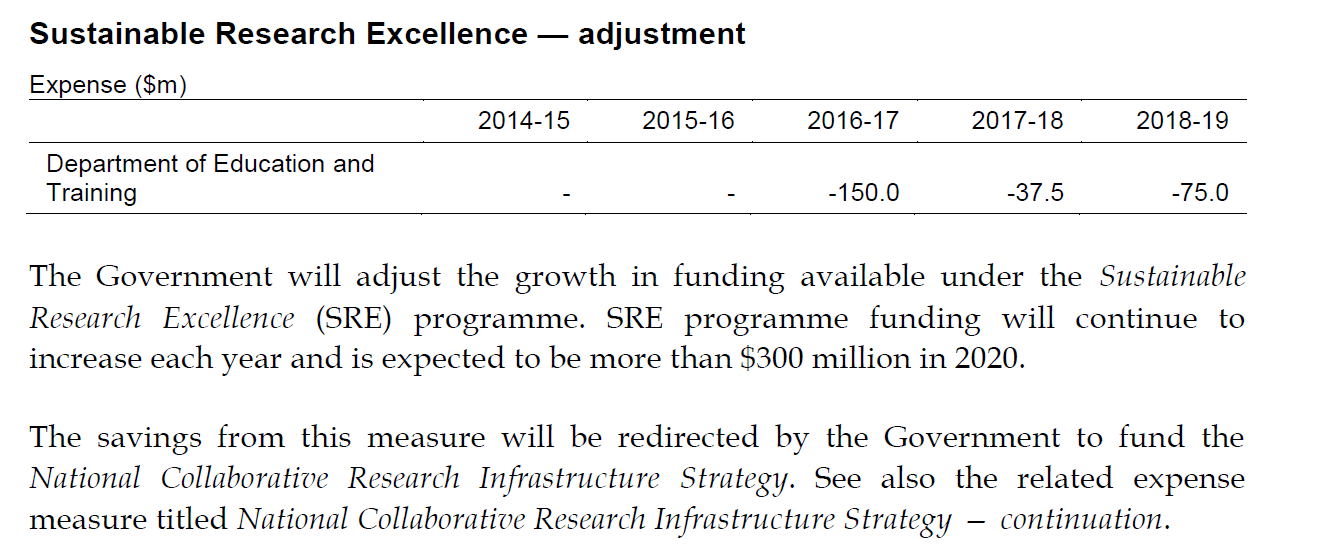 Sustainable Research Excellence — adjustment
Expense ($m)
2014-15 2015-16 2016-17 2017-18 2018-19
Department of Education and
Training - - -150.0 -37.5 -75.0
The Government will adjust the growth in funding available under the Sustainable
Research Excellence (SRE) programme. SRE programme funding will continue to
increase each year and is expected to be more than $300 million in 2020.
The savings from this measure will be redirected by the Government to fund the
National Collaborative Research Infrastructure Strategy. See also the related expense
measure titled National Collaborative Research Infrastructure Strategy — continuation.